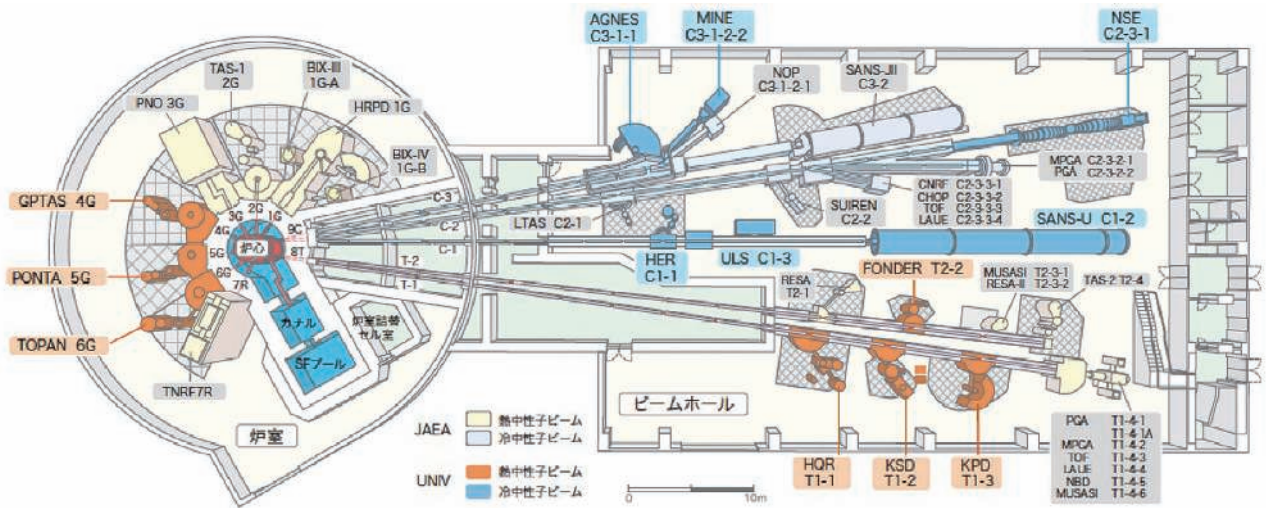 AGNES
C3-1-1
MINE
C3-1-2-2
NSE
C2-3-1
TAS-1
2G
BIX-III
1G-A
NOP
C3-1-2-1
SANS-JII
C3-2
PNO 3G
HRPD 1G
BIX-IV
1G-B
MPGA C2-3-2-1
PGA C2-3-2-2
GPTAS 4G
CNRF C2-3-3-1
CHOP C2-3-3-2
TOF C2-3-3-3
LAUE C2-3-3-4
LTAS C2-1
SUIREN
C2-2
SANS-U C1-2
3G
2G
1G
4G
5G
6G
7R
9C
8T
炉心
C-3
C-2
C-1
T-2
T-1
HER
C1-1
ULS C1-3
PONTA 5G
FONDER T2-2
RESA
T2-1
MUSASI T2-3-1
RESA-II T2-3-2
TAS-2 T2-4
TOPAN 6G
カナル
炉室詰替
セル室
SFプール
TNRF7R
炉室
ビームホール
JAEA
熱中性子ビーム
冷中性子ビーム
UNIV
熱中性子ビーム
冷中性子ビーム
0 10m
HQR
T1-1
KSD
T1-2
KPD
T1-3
PGA T1-4-1
T1-4-1A
MPGA T1-4-2
TOF T1-4-3
LAUE T1-4-4
NBD T1-4-5
MUSASI T1-4-6